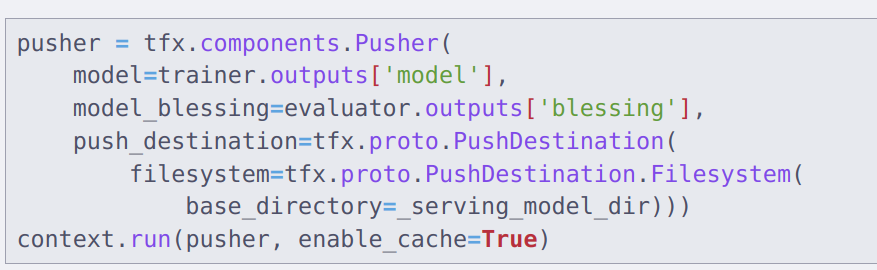 pusher = tfx.components.Pusher(
    model=trainer.outputs['model'],
    model_blessing=evaluator.outputs['blessing'],
    push_destination=tfx.proto.PushDestination(
        filesystem=tfx.proto.PushDestination.Filesystem(
            base_directory=_serving_model_dir)))
context.run(pusher, enable_cache=True)